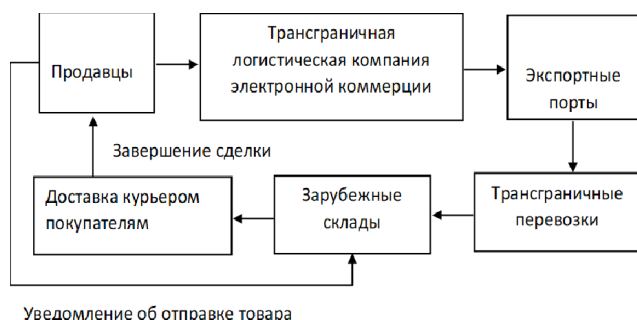 Продавцы
Трансграничная
логистическая компания
электронной коммерции
Экспортные
порты
Завершение сделки
Доставка курьером
покупателям
Зарубежные
склады
Трансграничные
перевозки
Уведомление об отправке товара